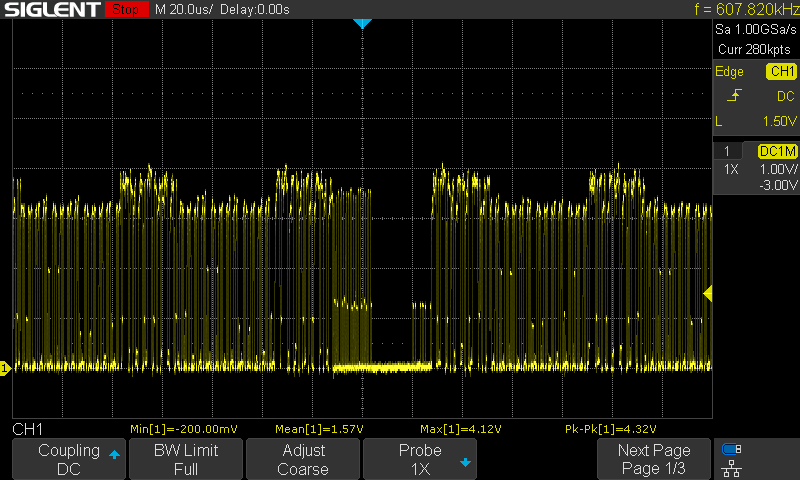 SIGLENT Stop M 20.0us/ Delay:0.00s f = 607.820kHz
Sa 1.00GSa/s
Curr 280kpts
Edge CH1
DC
L 1.50V
1 DC1M
1X 1.00V/
-3.00V
1
CH1 Min[1]=-200.00mV Mean[1]=1.57V Max[1]=4.12V Pk-Pk[1]=4.32V
Coupling BW Limit Adjust Probe Next Page
DC Full Coarse 1X Page 1/3